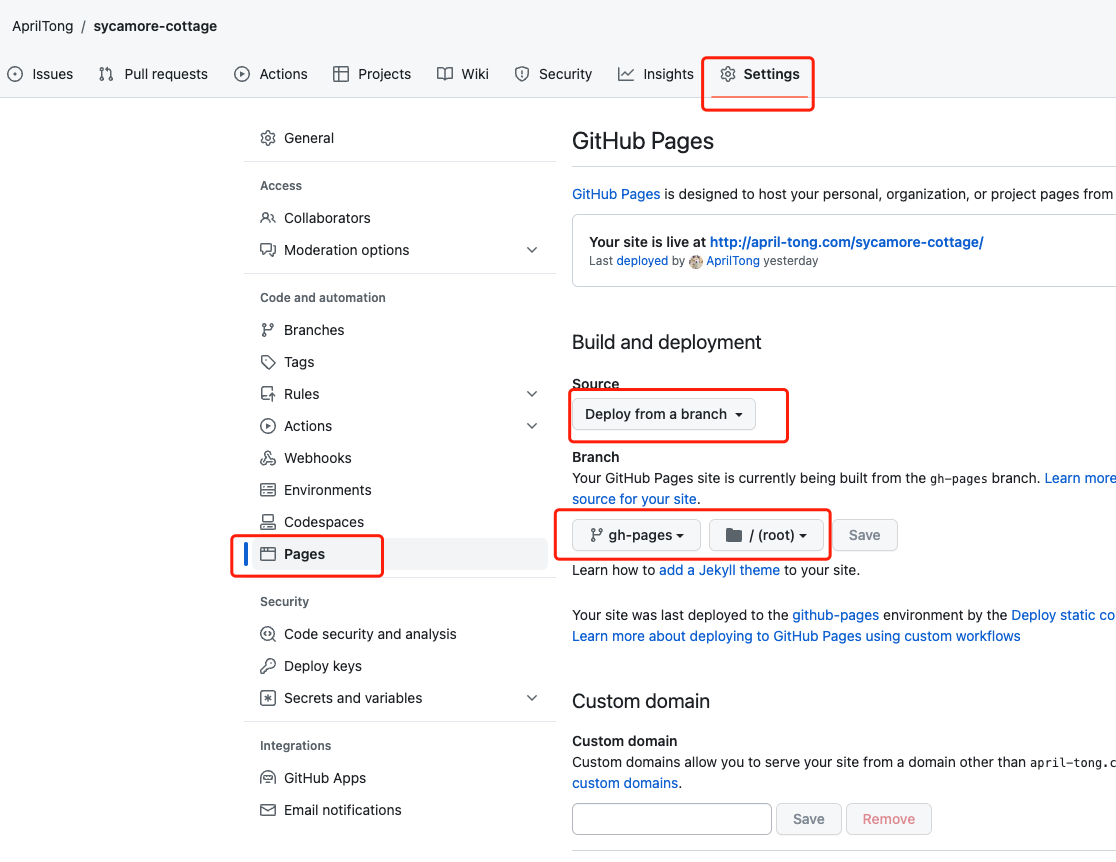 AprilTong / sycamore-cottage
Issues Pull requests Actions Projects Wiki Security Insights Settings
General
Access
Collaborators
Moderation options
Code and automation
Branches
Tags
Rules
Actions
Webhooks
Environments
Codespaces
Pages
Security
Code security and analysis
Deploy keys
Secrets and variables
Integrations
GitHub Apps
Email notifications
GitHub Pages
GitHub Pages is designed to host your personal, organization, or project pages from
Your site is live at http://april-tong.com/sycamore-cottage/
Last deployed by AprilTong yesterday
Build and deployment
Source
Deploy from a branch
Branch
Your GitHub Pages site is currently being built from the gh-pages branch. Learn more
source for your site.
gh-pages / (root) Save
Learn how to add a Jekyll theme to your site.
Your site was last deployed to the github-pages environment by the Deploy static co
Learn more about deploying to GitHub Pages using custom workflows
Custom domain
Custom domain
Custom domains allow you to serve your site from a domain other than april-tong.c
custom domains.
Save Remove